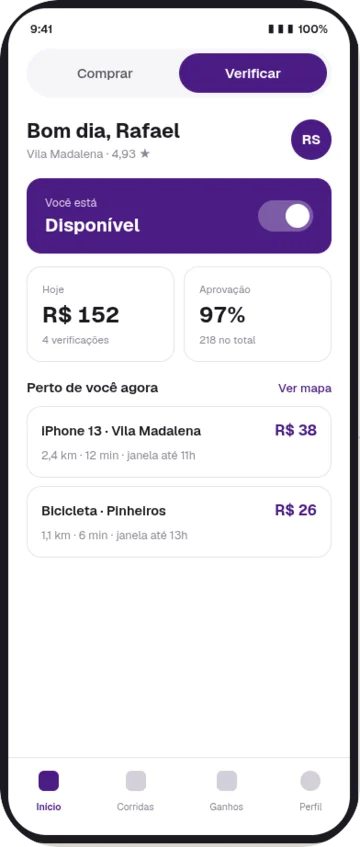 9:41
100%
Comprar
Verificar
Bom dia, Rafael
Vila Madalena · 4,93 ★
RS
Você está
Disponível
Hoje
R$ 152
4 verificações
Aprovação
97%
218 no total
Perto de você agora
Ver mapa
iPhone 13 · Vila Madalena
R$ 38
2,4 km · 12 min · janela até 11h
Bicicleta · Pinheiros
R$ 26
1,1 km · 6 min · janela até 13h
Início
Corridas
Ganhos
Perfil